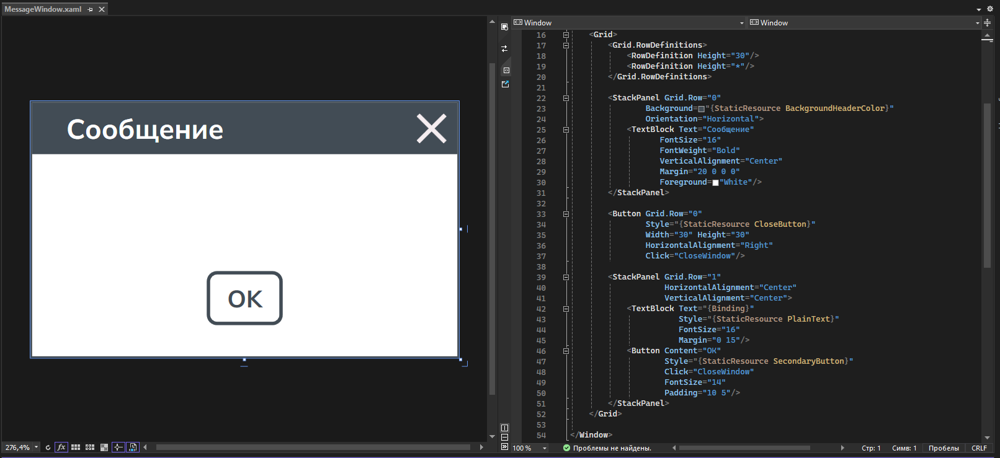 MessageWindow.xaml
Сообщение
OK
276,4%
fx
Window
Window
16 <Grid>
17 <Grid.RowDefinitions>
18 <RowDefinition Height="30"/>
19 <RowDefinition Height="*"/>
20 </Grid.RowDefinitions>
21
22 <StackPanel Grid.Row="0"
23 Background="{StaticResource BackgroundHeaderColor}"
24 Orientation="Horizontal">
25 <TextBlock Text="Сообщение"
26 FontSize="16"
27 FontWeight="Bold"
28 VerticalAlignment="Center"
29 Margin="20 0 0 0"
30 Foreground="White"/>
31 </StackPanel>
32
33 <Button Grid.Row="0"
34 Style="{StaticResource CloseButton}"
35 Width="30" Height="30"
36 HorizontalAlignment="Right"
37 Click="CloseWindow"/>
38
39 <StackPanel Grid.Row="1"
40 HorizontalAlignment="Center"
41 VerticalAlignment="Center">
42 <TextBlock Text="{Binding}"
43 Style="{StaticResource PlainText}"
44 FontSize="16"
45 Margin="0 15"/>
46 <Button Content="OK"
47 Style="{StaticResource SecondaryButton}"
48 Click="CloseWindow"
49 FontSize="14"
50 Padding="10 5"/>
51 </StackPanel>
52 </Grid>
53
54 </Window>
100 %
Проблемы не найдены.
Стр: 1
Симв: 1
Пробелы
CRLF